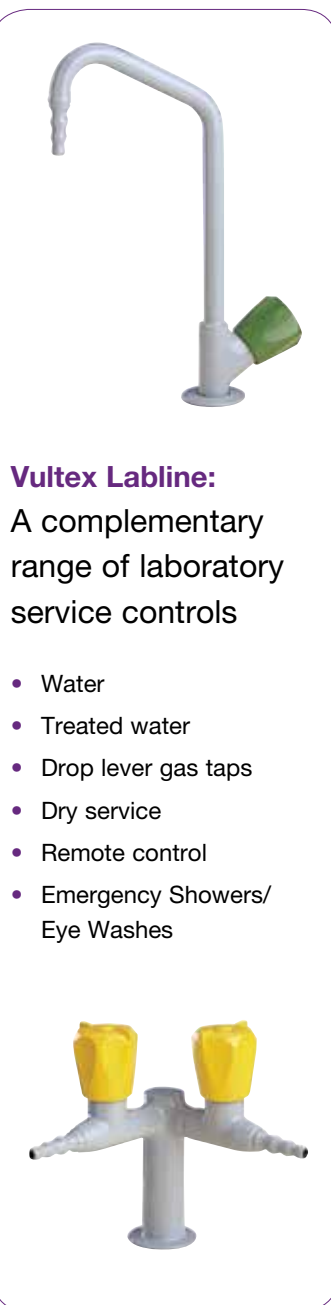 Vultex Labline:
A complementary
range of laboratory
service controls
• Water
• Treated water
• Drop lever gas taps
• Dry service
• Remote control
• Emergency Showers/
Eye Washes